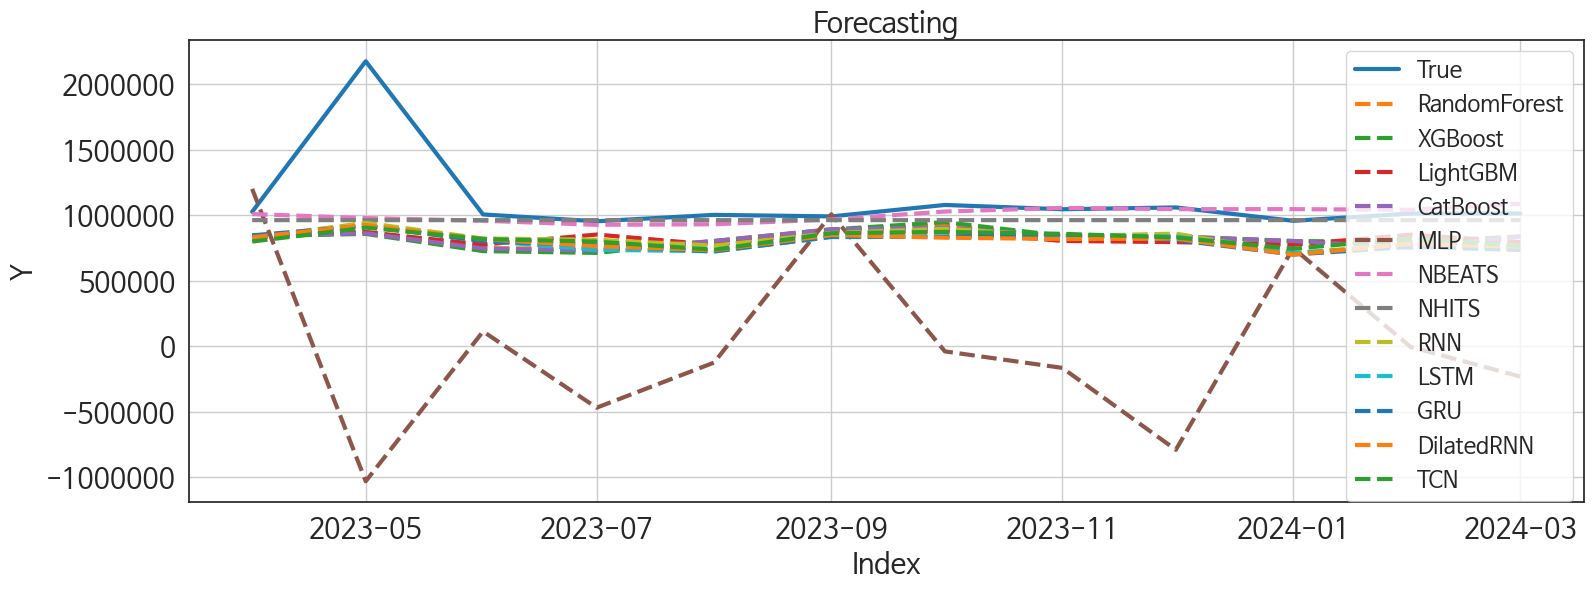 Forecasting
Y
2000000
1500000
1000000
500000
0
−500000
−1000000
2023−05
2023−07
2023−09
2023−11
2024−01
2024−03
Index
True
RandomForest
XGBoost
LightGBM
CatBoost
MLP
NBEATS
NHITS
RNN
LSTM
GRU
DilatedRNN
TCN